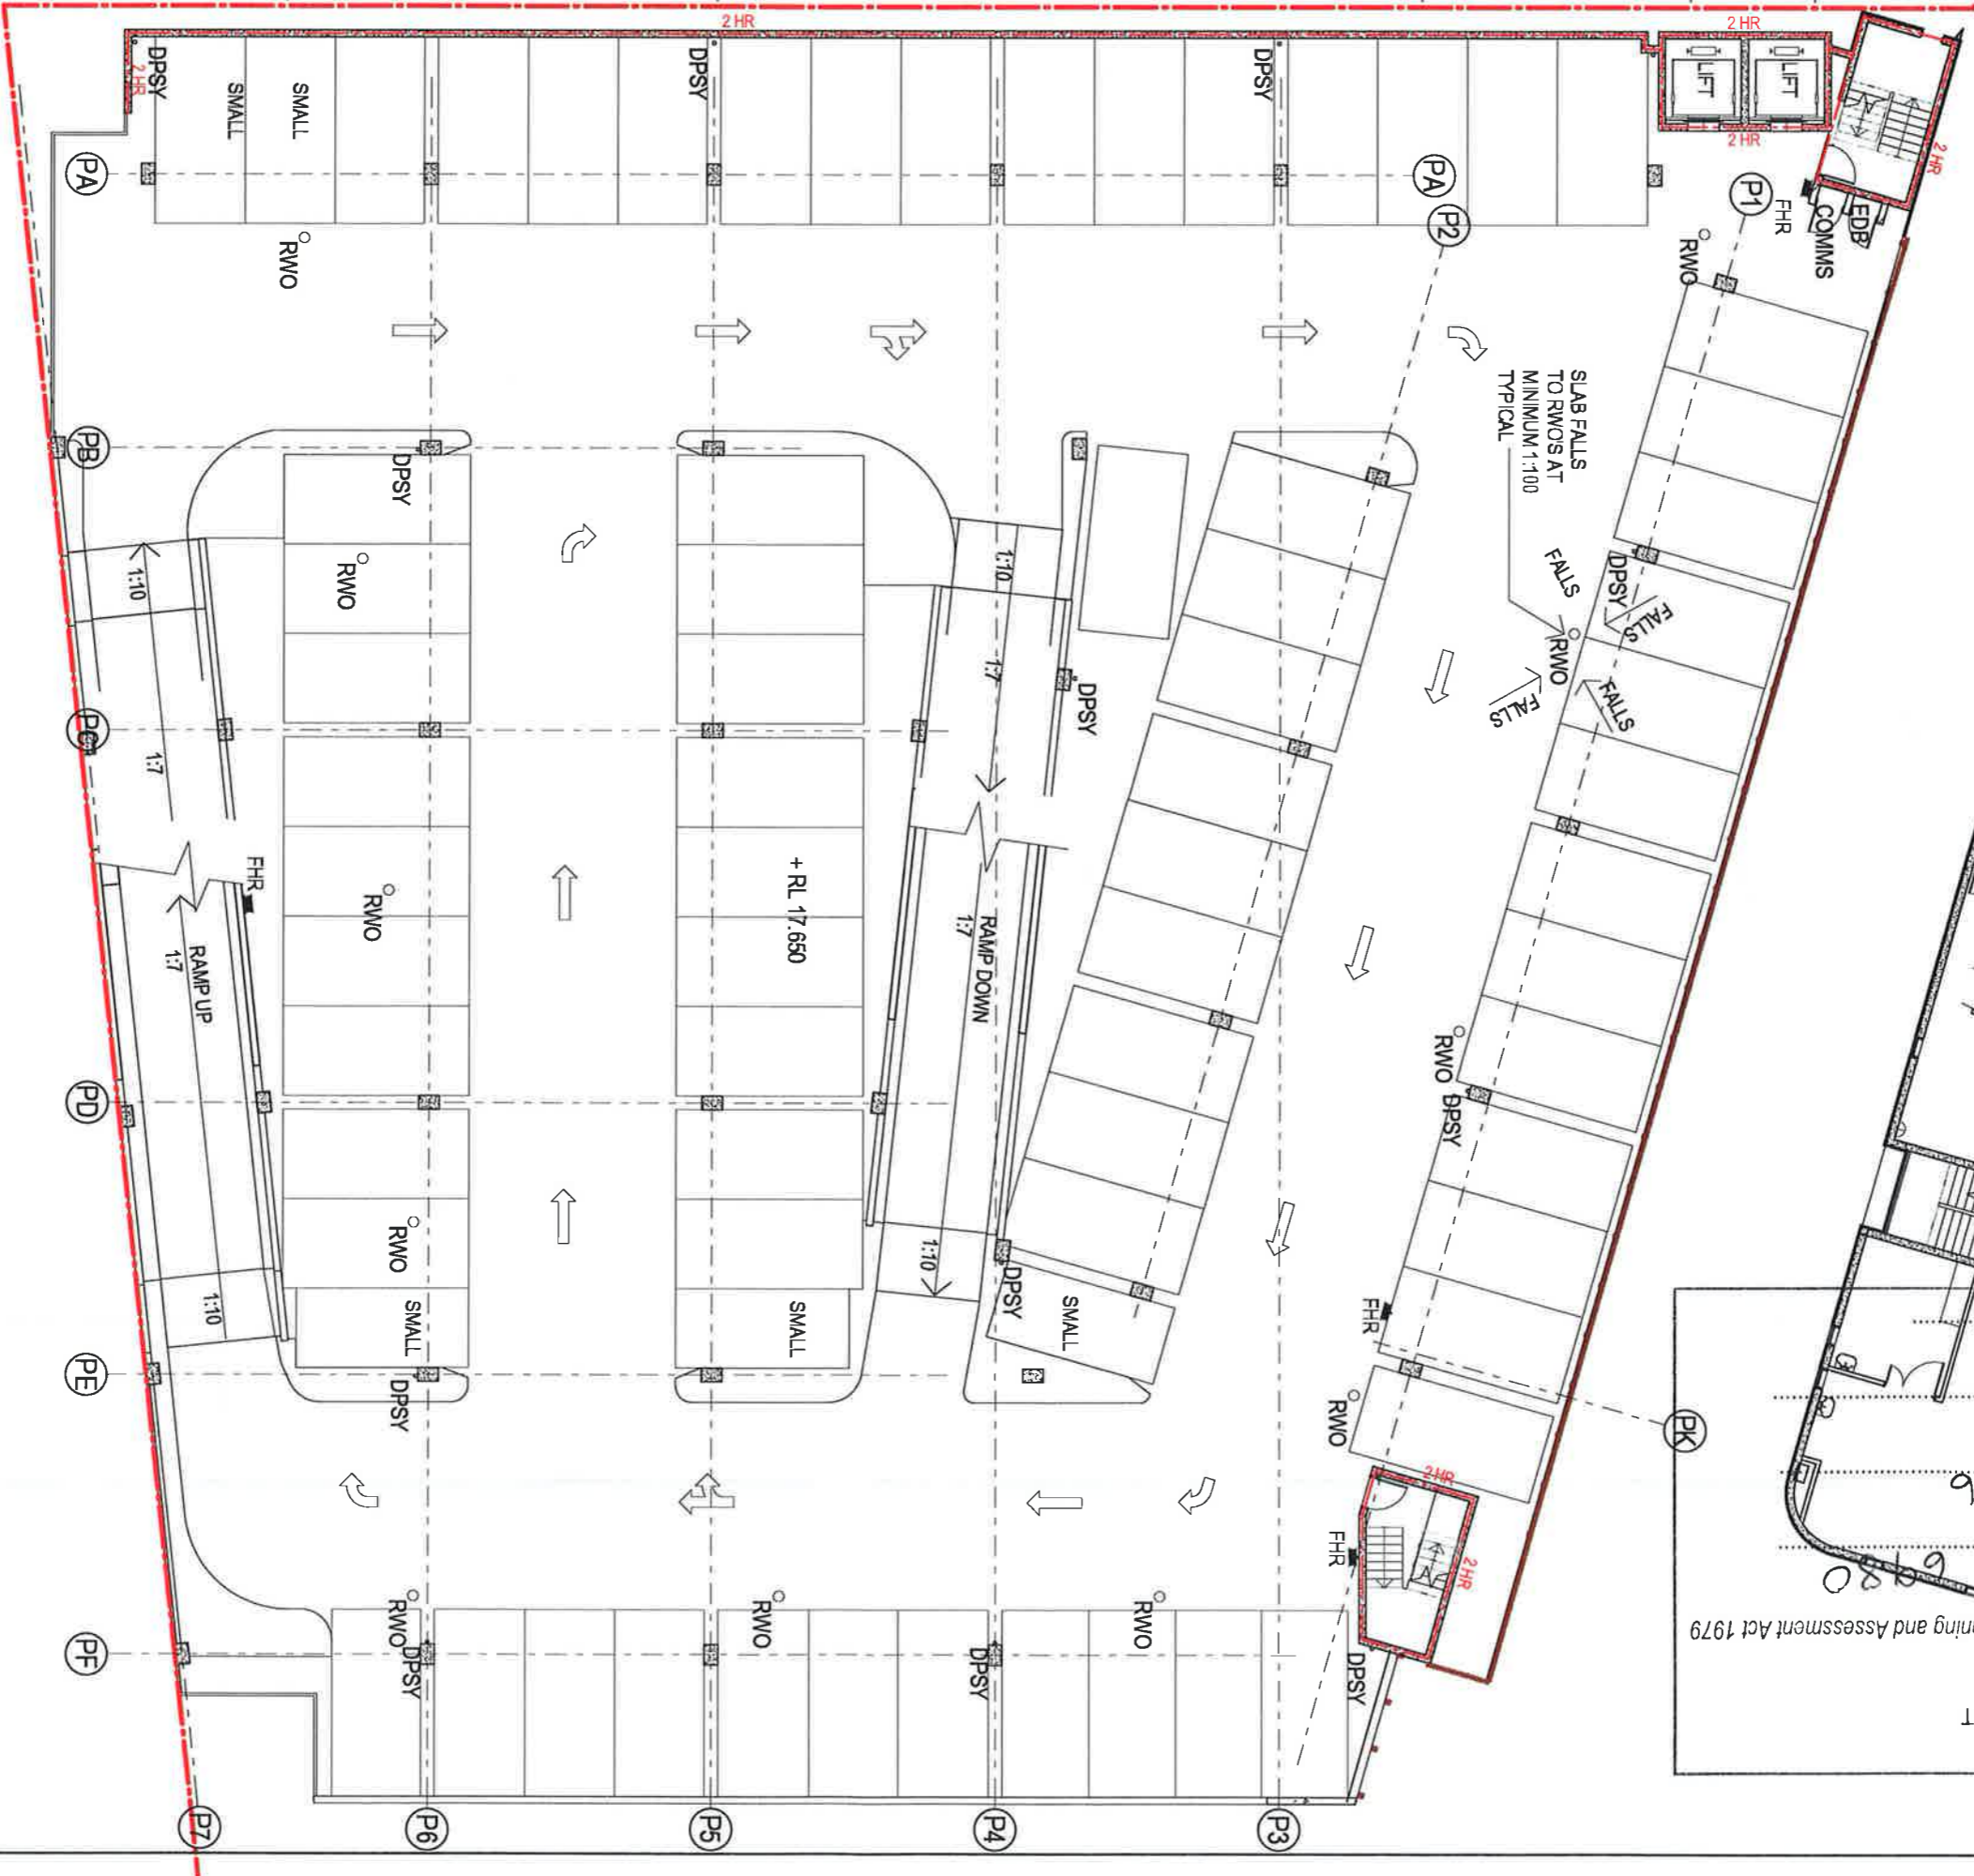 2 HR
2 HR
DPSY
2 HR
SMALL
SMALL
DPSY
DPSY
LIFT
LIFT
2 HR
2 HR
PA
PA
P2
P1
FHR
COMMS
EDB
RWO
RWO
SLAB FALLS
TO RWO'S AT
MINIMUM 1:100
TYPICAL
PB
DPSY
1:10
RWO
1:10
FALLS
DPSY
FALLS
RWO
FALLS
FALLS
1:7
DPSY
PC
1:7
FHR
RWO
+ RL 17.650
RAMP UP
1:7
RAMP DOWN
1:7
RWO
DPSY
PD
RWO
1:10
DPSY
1:10
SMALL
SMALL
SMALL
FHR
PE
DPSY
RWO
PK
2 HR
FHR
2 HR
RWO
DPSY
RWO
DPSY
RWO
DPSY
PF
ning and Assessment Act 1979
P7
P6
P5
P4
P3